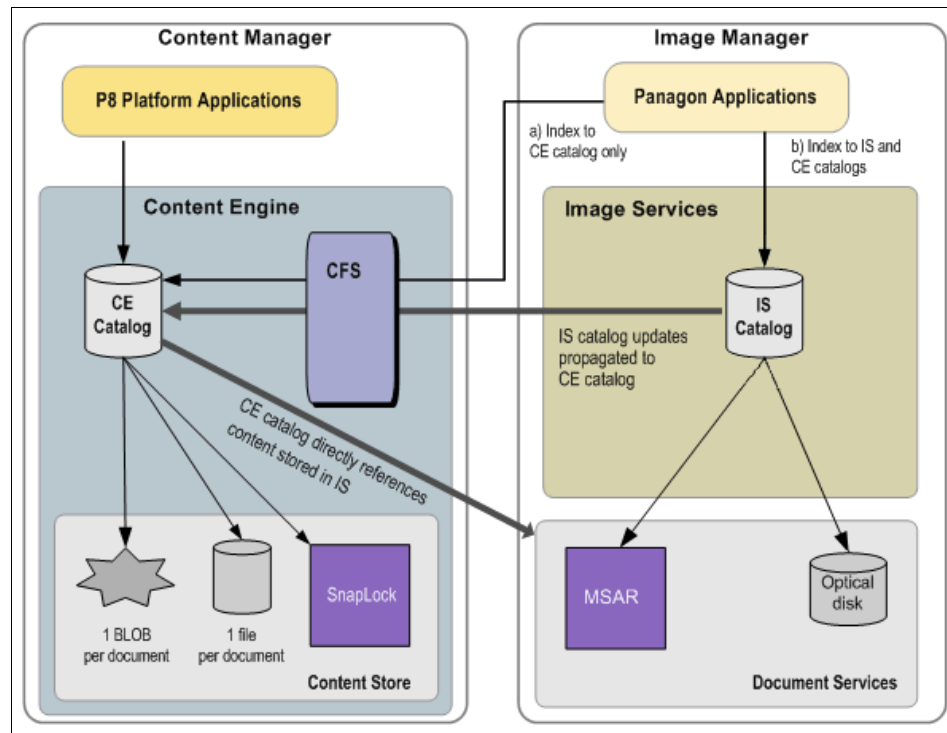 Content Manager
P8 Platform Applications
Content Engine
CFS
CE
Catalog
CE catalog directly references
content stored in IS
1 BLOB
per document
1 file
per document
SnapLock
Content Store
Image Manager
Panagon Applications
a) Index to
CE catalog only
b) Index to IS and
CE catalogs
Image Services
IS
Catalog
IS catalog updates
propagated to
CE catalog
MSAR
Optical
disk
Document Services